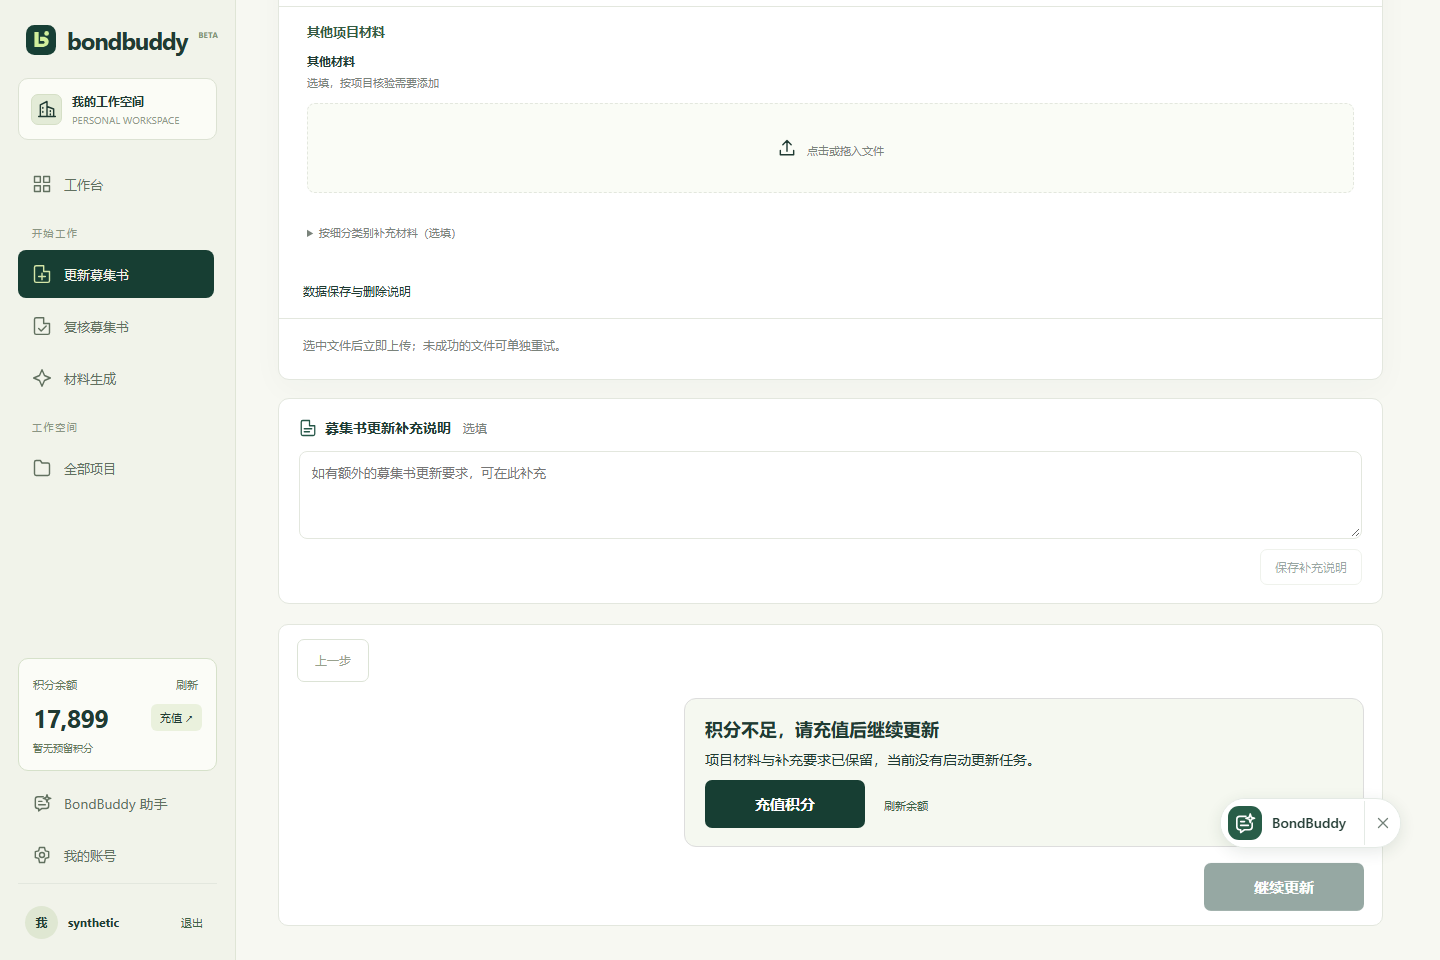 bondbuddy BETA
我的工作空间
PERSONAL WORKSPACE
工作台
开始工作
更新募集书
复核募集书
材料生成
工作空间
全部项目
积分余额 刷新
17,899 充值 ↗
暂无预留积分
BondBuddy 助手
我的账号
我 synthetic 退出
其他项目材料
其他材料
选填，按项目核验需要添加
点击或拖入文件
▶ 按细分类别补充材料（选填）
数据保存与删除说明
选中文件后立即上传；未成功的文件可单独重试。
募集书更新补充说明 选填
如有额外的募集书更新要求，可在此补充
保存补充说明
上一步
积分不足，请充值后继续更新
项目材料与补充要求已保留，当前没有启动更新任务。
充值积分 刷新余额
BondBuddy
继续更新